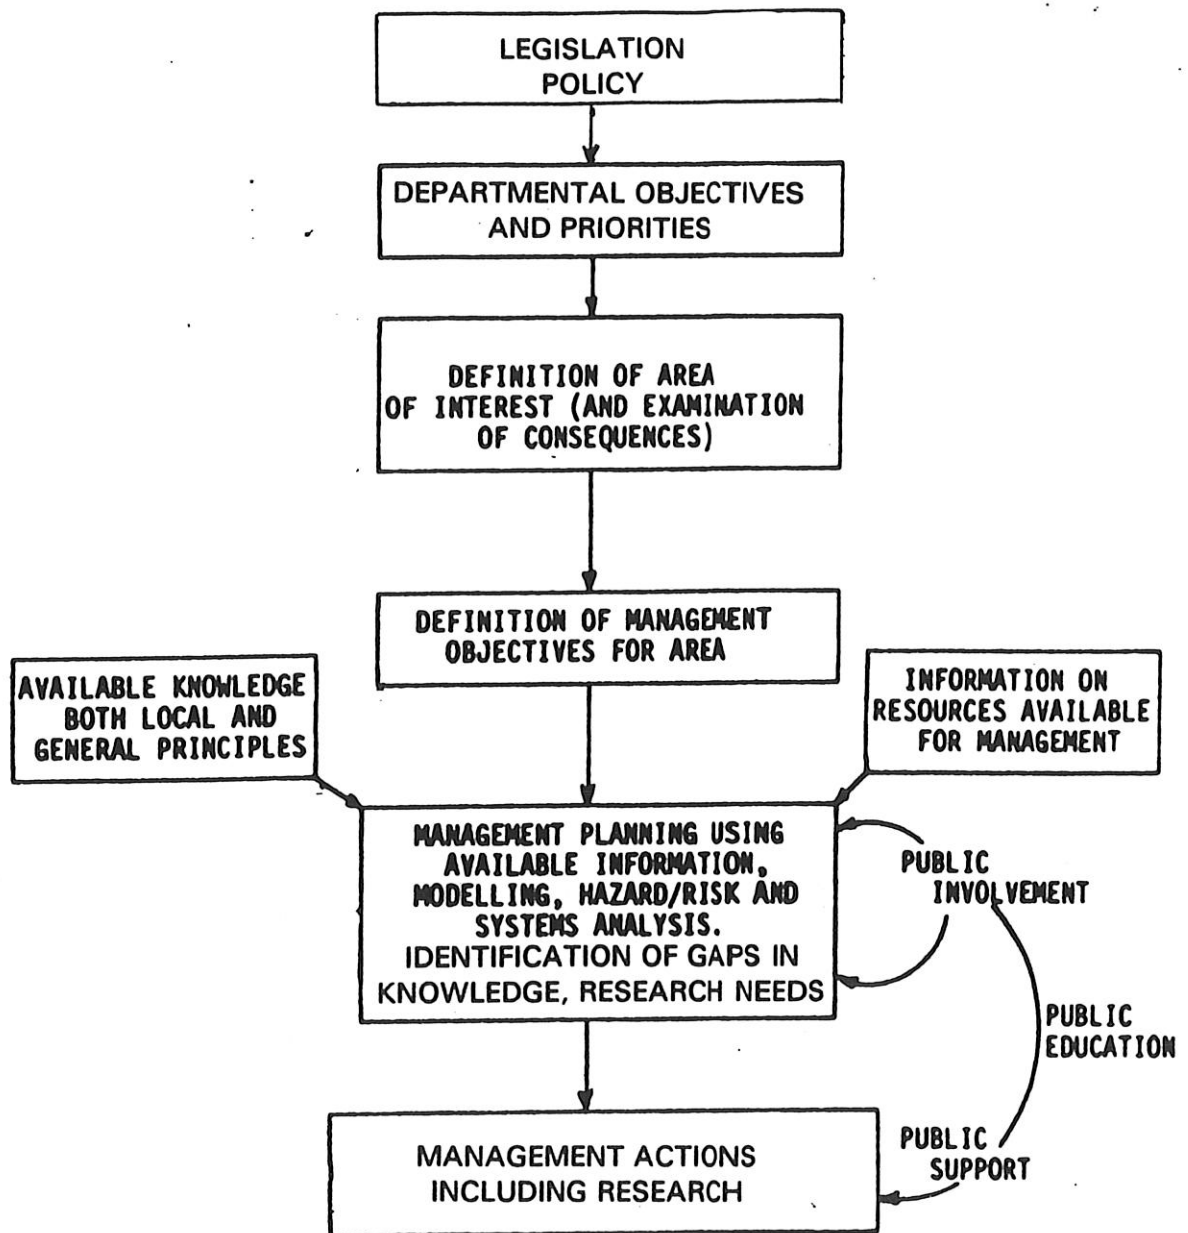 LEGISLATION
POLICY
DEPARTMENTAL OBJECTIVES
AND PRIORITIES
DEFINITION OF AREA
OF INTEREST (AND EXAMINATION
OF CONSEQUENCES)
DEFINITION OF MANAGEMENT
OBJECTIVES FOR AREA
AVAILABLE KNOWLEDGE
BOTH LOCAL AND
GENERAL PRINCIPLES
INFORMATION ON
RESOURCES AVAILABLE
FOR MANAGEMENT
MANAGEMENT PLANNING USING
AVAILABLE INFORMATION,
MODELLING, HAZARD/RISK AND
SYSTEMS ANALYSIS.
IDENTIFICATION OF GAPS IN
KNOWLEDGE, RESEARCH NEEDS
PUBLIC
INVOLVEMENT
PUBLIC
EDUCATION
PUBLIC
SUPPORT
MANAGEMENT ACTIONS
INCLUDING RESEARCH